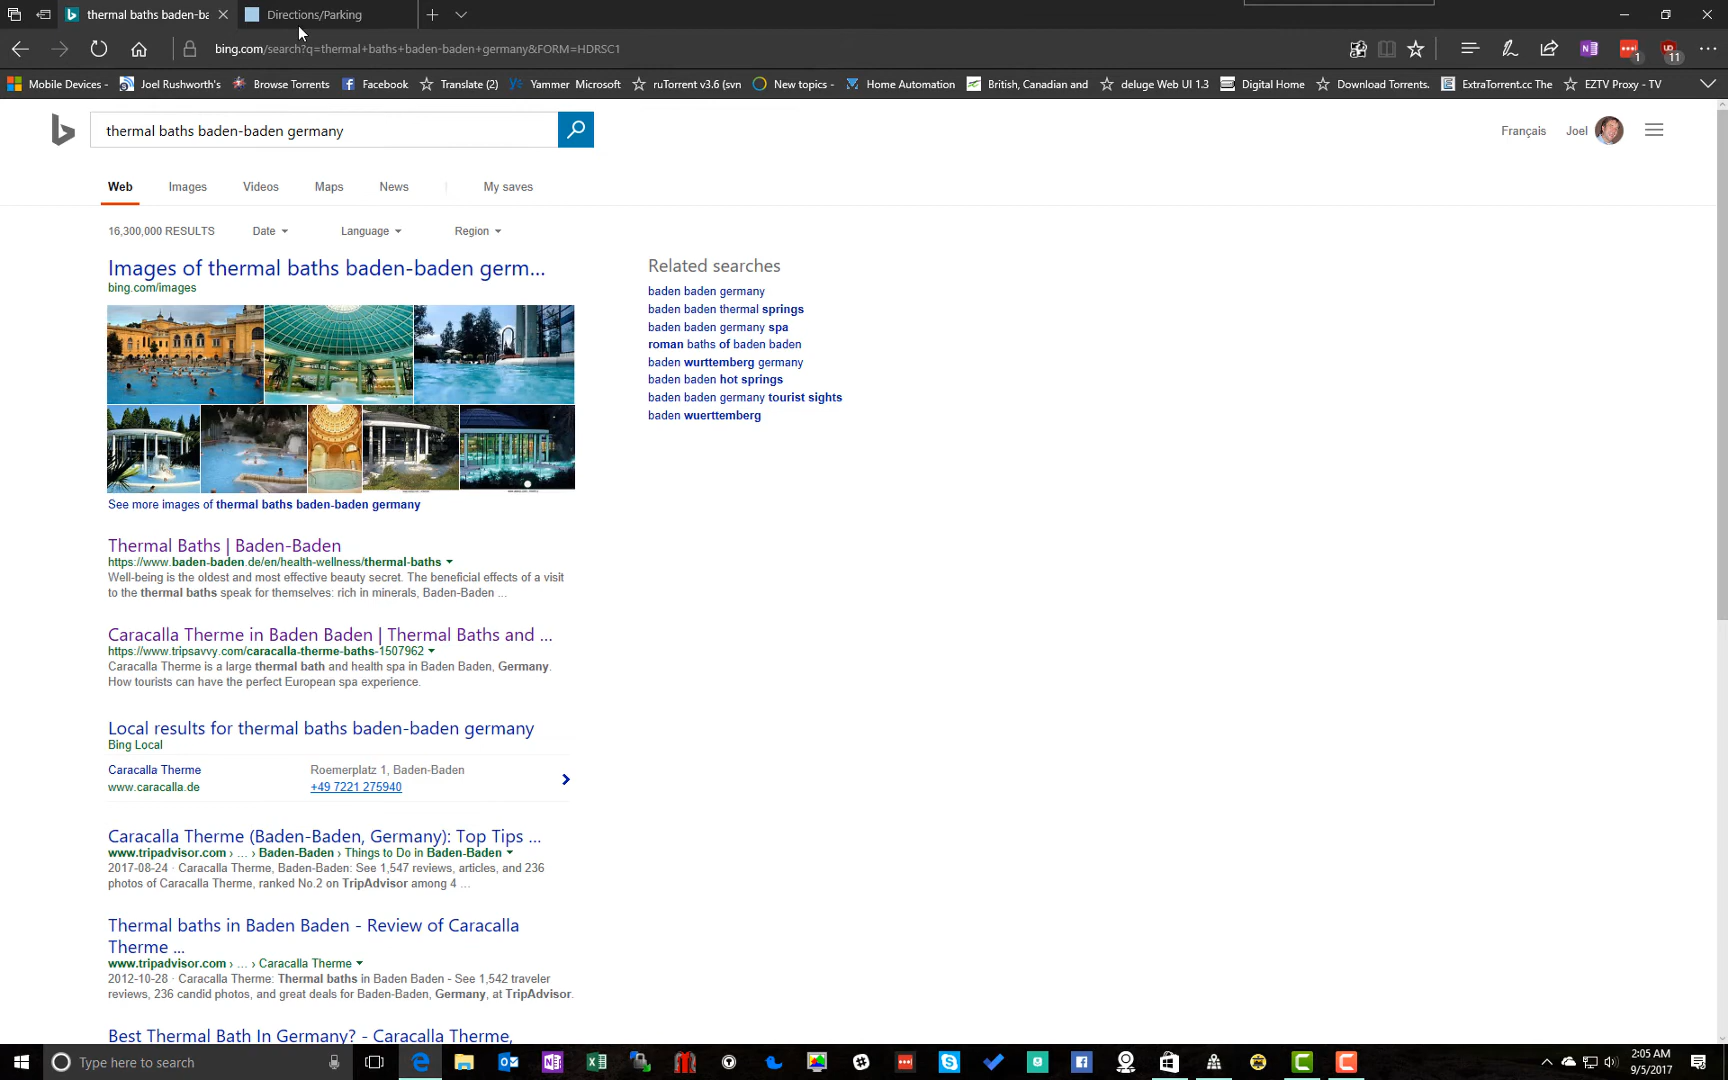 thermal baths baden-ba
Directions/Parking
bing.com/search?q=thermal+baths+baden-baden+germany&FORM=HDRSC1
1
UD
11
Mobile Devices -
Joel Rushworth's
Browse Torrents
Facebook
Translate (2)
Yammer Microsoft
ruTorrent v3.6 (svn
New topics -
Home Automation
British, Canadian and
deluge Web UI 1.3
Digital Home
Download Torrents.
ExtraTorrent.cc The
EZTV Proxy - TV
thermal baths baden-baden germany
Français
Joel
Web
Images
Videos
Maps
News
My saves
16,300,000 RESULTS
Date
Language
Region
Images of thermal baths baden-baden germ...
bing.com/images
See more images of thermal baths baden-baden germany
Thermal Baths | Baden-Baden
https://www.baden-baden.de/en/health-wellness/thermal-baths
Well-being is the oldest and most effective beauty secret. The beneficial effects of a visit
to the thermal baths speak for themselves: rich in minerals, Baden-Baden ...
Caracalla Therme in Baden Baden | Thermal Baths and ...
https://www.tripsavvy.com/caracalla-therme-baths-1507962
Caracalla Therme is a large thermal bath and health spa in Baden Baden, Germany.
How tourists can have the perfect European spa experience.
Local results for thermal baths baden-baden germany
Bing Local
Caracalla Therme
Roemerplatz 1, Baden-Baden
www.caracalla.de
+49 7221 275940
Caracalla Therme (Baden-Baden, Germany): Top Tips ...
www.tripadvisor.com › ... › Baden-Baden › Things to Do in Baden-Baden
2017-08-24 · Caracalla Therme, Baden-Baden: See 1,547 reviews, articles, and 236
photos of Caracalla Therme, ranked No.2 on TripAdvisor among 4 ...
Thermal baths in Baden Baden - Review of Caracalla
Therme ...
www.tripadvisor.com › ... › Caracalla Therme
2012-10-28 · Caracalla Therme: Thermal baths in Baden Baden - See 1,542 traveler
reviews, 236 candid photos, and great deals for Baden-Baden, Germany, at TripAdvisor.
Best Thermal Bath In Germany? - Caracalla Therme,
Related searches
baden baden germany
baden baden thermal springs
baden baden germany spa
roman baths of baden baden
baden wurttemberg germany
baden baden hot springs
baden baden germany tourist sights
baden wuerttemberg
Type here to search
2:05 AM
9/5/2017